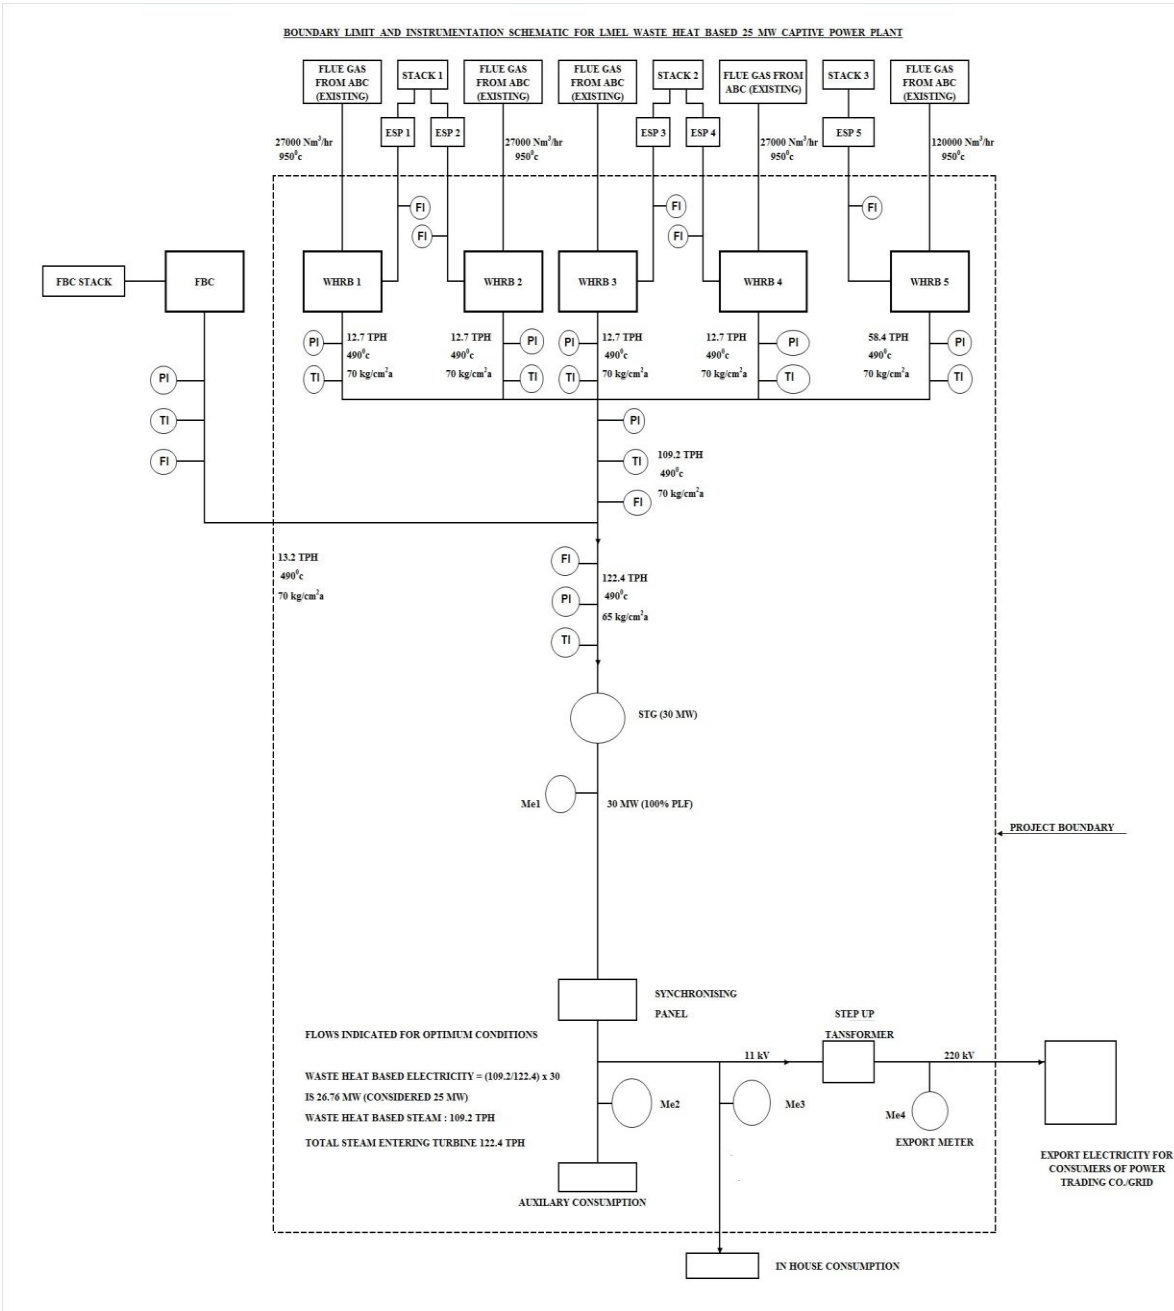 BOUNDARY LIMIT AND INSTRUMENTATION SCHEMATIC FOR LMEL WASTE HEAT BASED 25 MW CAPTIVE POWER PLANT
FLUE GAS
FROM ABC
(EXISTING)
STACK 1
FLUE GAS
FROM ABC
(EXISTING)
FLUE GAS
FROM ABC
(EXISTING)
STACK 2
FLUE GAS FROM
ABC (EXISTING)
STACK 3
FLUE GAS
FROM ABC
(EXISTING)
ESP 1
ESP 2
ESP 3
ESP 4
ESP 5
27000 Nm³/hr
950⁰c
27000 Nm³/hr
950⁰c
27000 Nm³/hr
950⁰c
120000 Nm³/hr
950⁰c
FI
FI
FI
FI
FI
FBC STACK
FBC
WHRB 1
WHRB 2
WHRB 3
WHRB 4
WHRB 5
PI
TI
12.7 TPH
490⁰c
70 kg/cm²a
12.7 TPH
490⁰c
70 kg/cm²a
PI
TI
PI
TI
12.7 TPH
490⁰c
70 kg/cm²a
12.7 TPH
490⁰c
70 kg/cm²a
PI
TI
58.4 TPH
490⁰c
70 kg/cm²a
PI
TI
PI
TI
FI
PI
TI
FI
109.2 TPH
490⁰c
70 kg/cm²a
13.2 TPH
490⁰c
70 kg/cm²a
FI
PI
TI
122.4 TPH
490⁰c
65 kg/cm²a
STG (30 MW)
Me1
30 MW (100% PLF)
PROJECT BOUNDARY
SYNCHRONISING
PANEL
STEP UP
TANSFORMER
FLOWS INDICATED FOR OPTIMUM CONDITIONS
11 kV
220 kV
WASTE HEAT BASED ELECTRICITY = (109.2/122.4) x 30
IS 26.76 MW (CONSIDERED 25 MW)
WASTE HEAT BASED STEAM : 109.2 TPH
TOTAL STEAM ENTERING TURBINE 122.4 TPH
Me2
Me3
Me4
EXPORT METER
EXPORT ELECTRICITY FOR
CONSUMERS OF POWER
TRADING CO./GRID
AUXILARY CONSUMPTION
IN HOUSE CONSUMPTION